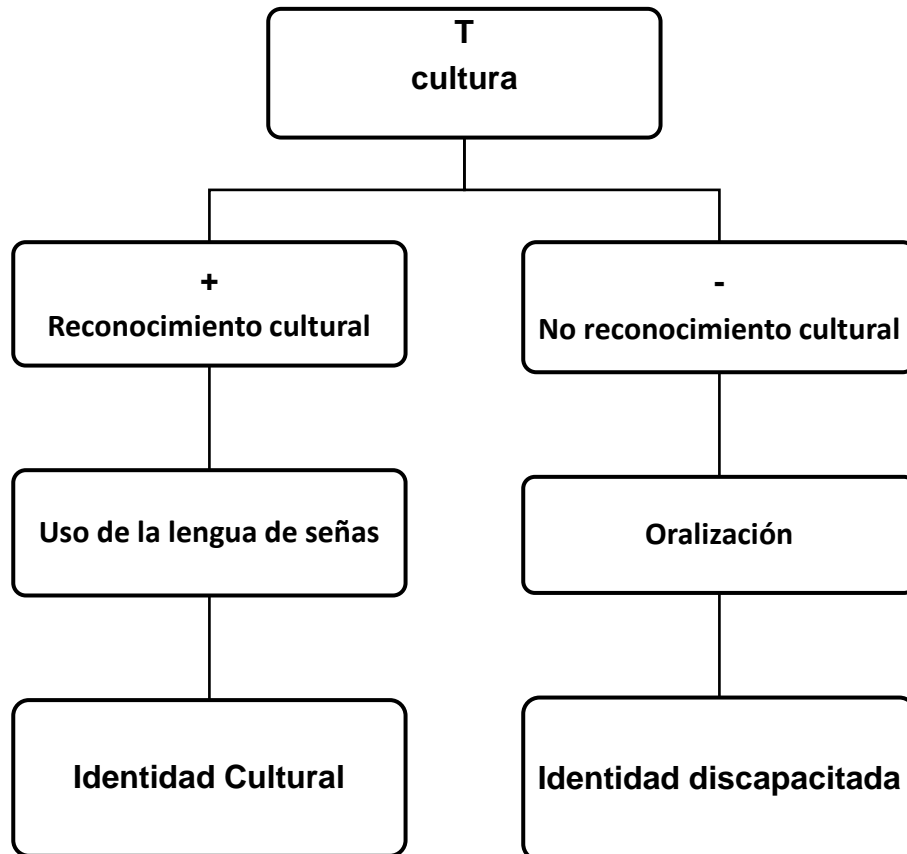 T
cultura
+
Reconocimiento cultural
-
No reconocimiento cultural
Uso de la lengua de señas
Oralización
Identidad Cultural
Identidad discapacitada